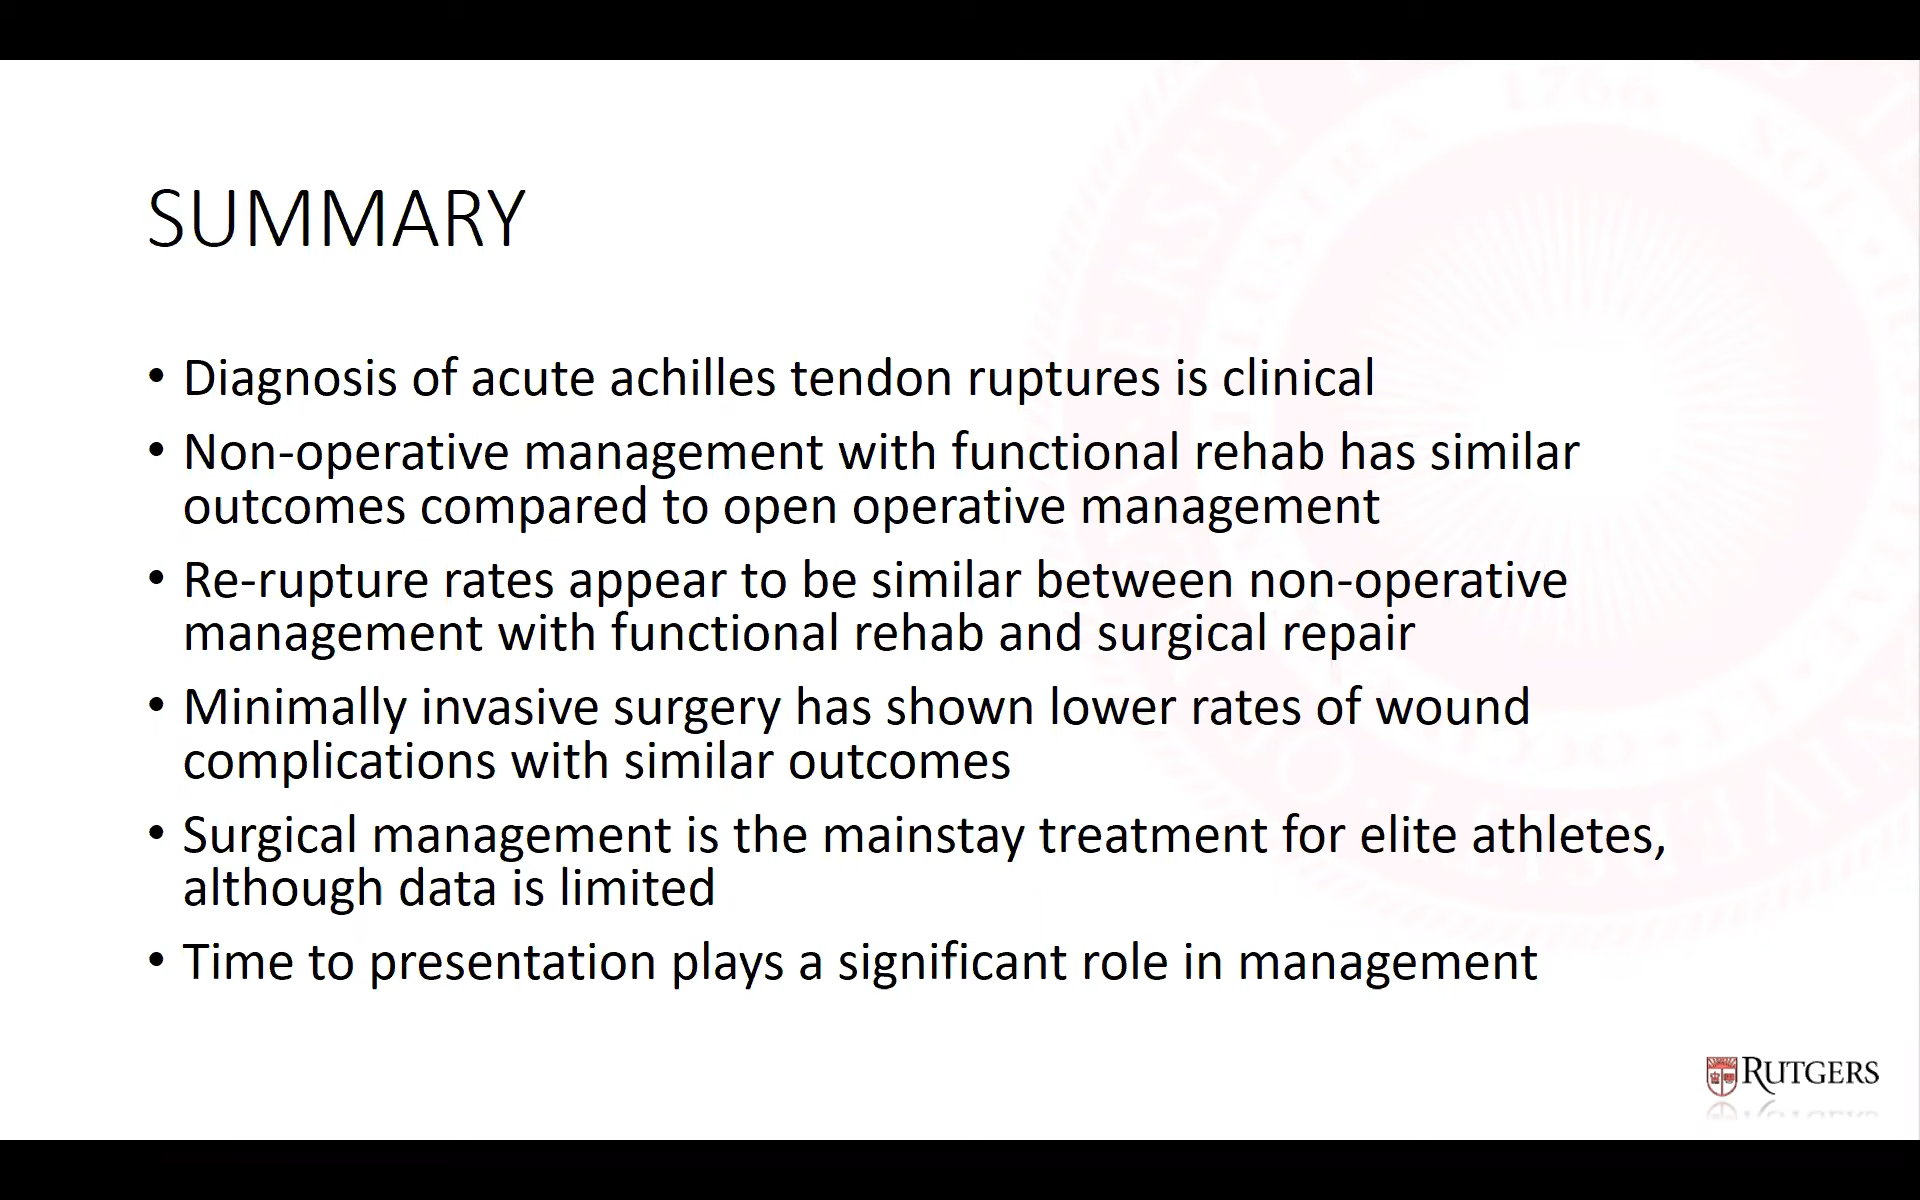 SUMMARY
• Diagnosis of acute achilles tendon ruptures is clinical
• Non-operative management with functional rehab has similar
outcomes compared to open operative management
• Re-rupture rates appear to be similar between non-operative
management with functional rehab and surgical repair
• Minimally invasive surgery has shown lower rates of wound
complications with similar outcomes
• Surgical management is the mainstay treatment for elite athletes,
although data is limited
• Time to presentation plays a significant role in management
RUTGERS
1766